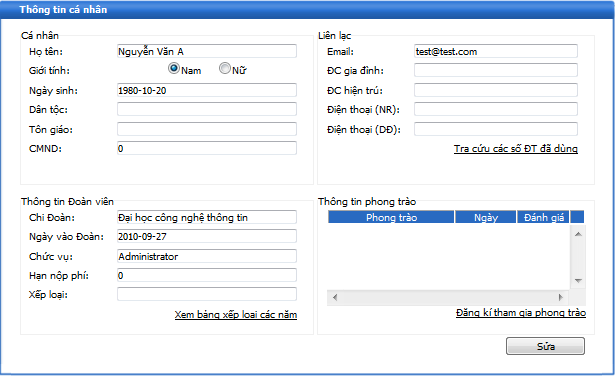 Thông tin cá nhân
Cá nhân
Họ tên: Nguyễn Văn A
Giới tính: Nam Nữ
Ngày sinh: 1980-10-20
Dân tộc:
Tôn giáo:
CMND: 0
Liên lạc
Email: test@test.com
ĐC gia đình:
ĐC hiện trú:
Điện thoại (NR):
Điện thoại (DĐ):
Tra cứu các số ĐT đã dùng
Thông tin Đoàn viên
Chi Đoàn: Đại học công nghệ thông tin
Ngày vào Đoàn: 2010-09-27
Chức vụ: Administrator
Hạn nộp phí: 0
Xếp loại:
Xem bảng xếp loại các năm
Thông tin phong trào
Phong trào Ngày Đánh giá
Đăng kí tham gia phong trào
Sửa